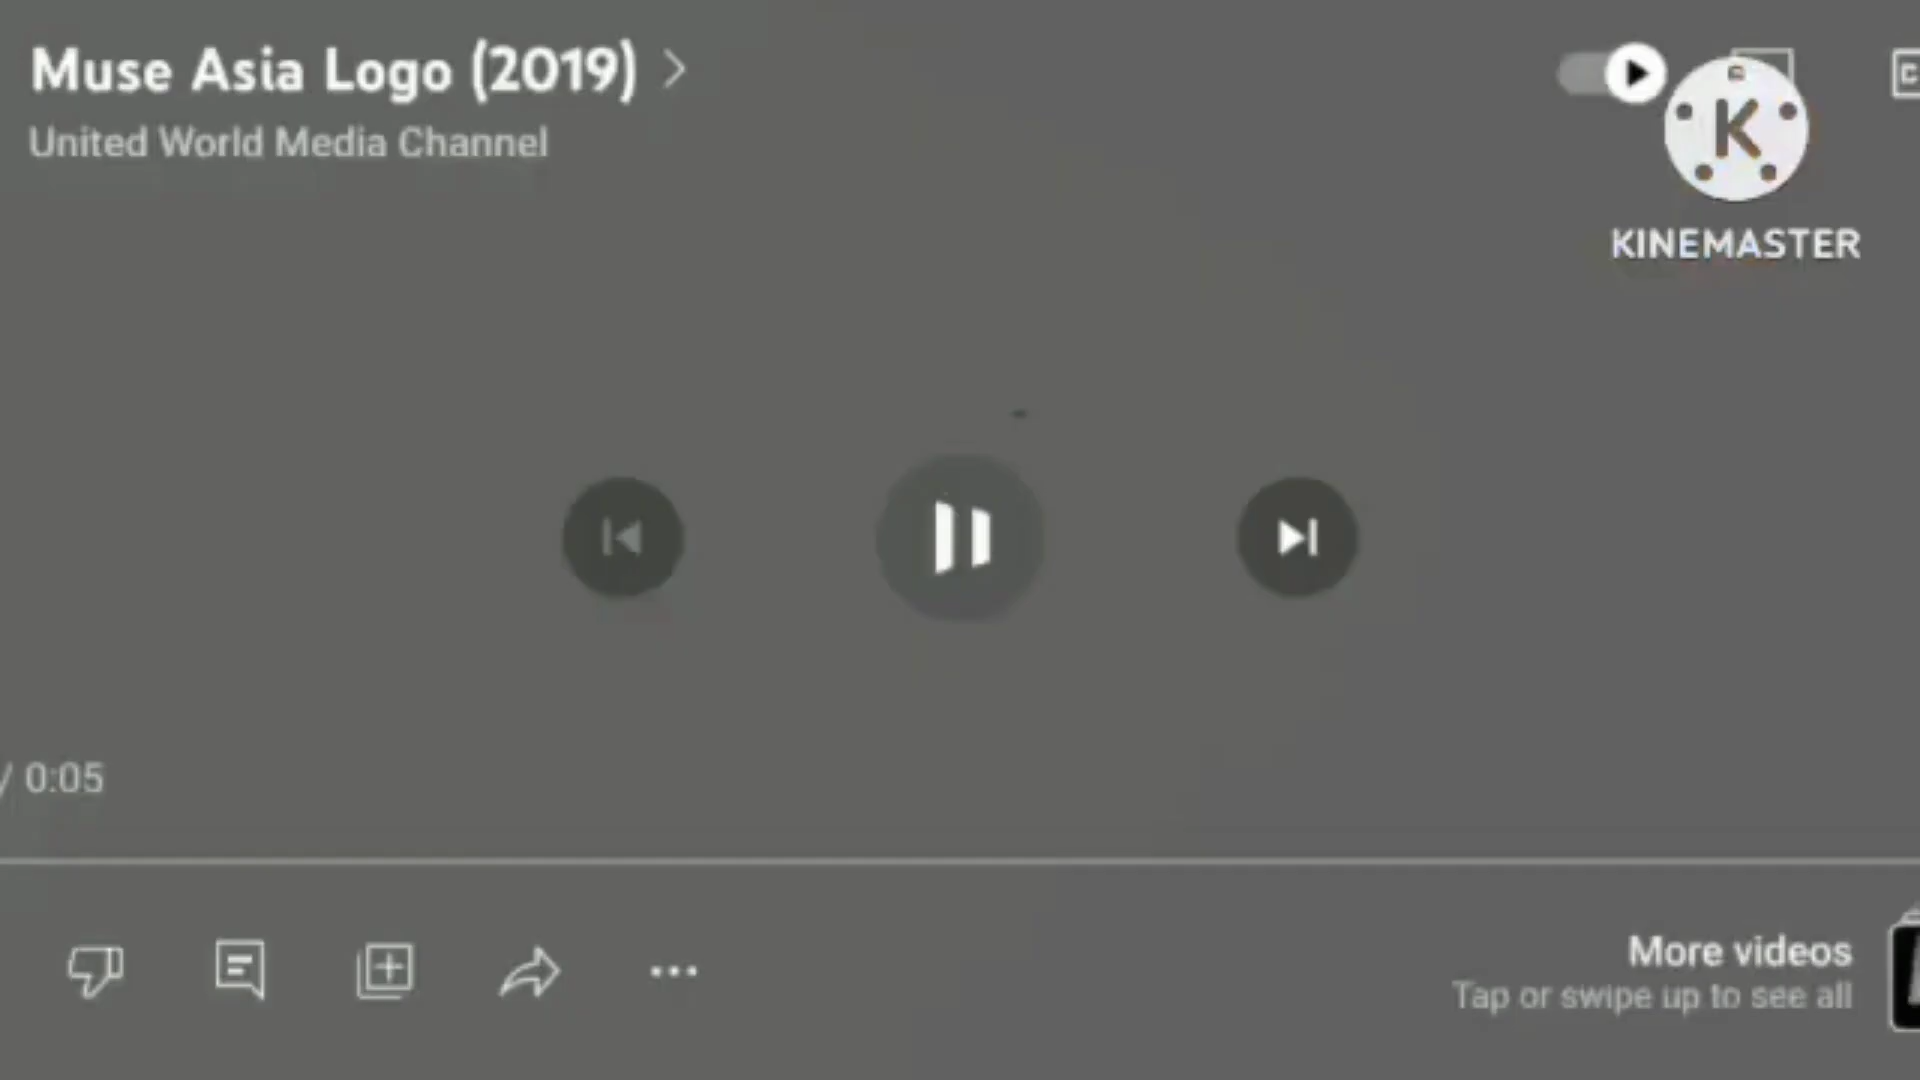 Muse Asia Logo (2019)
United World Media Channel
K
KINEMASTER
/ 0:05
More videos
Tap or swipe up to see all